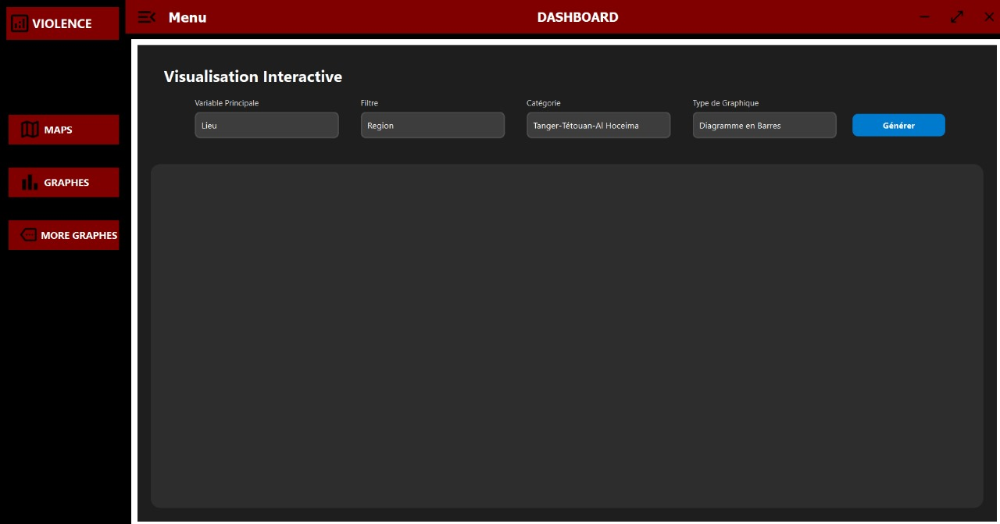 VIOLENCE
Menu
DASHBOARD
MAPS
GRAPHES
MORE GRAPHES
Visualisation Interactive
Variable Principale
Filtre
Catégorie
Type de Graphique
Lieu
Region
Tanger-Tétouan-Al Hoceima
Diagramme en Barres
Générer